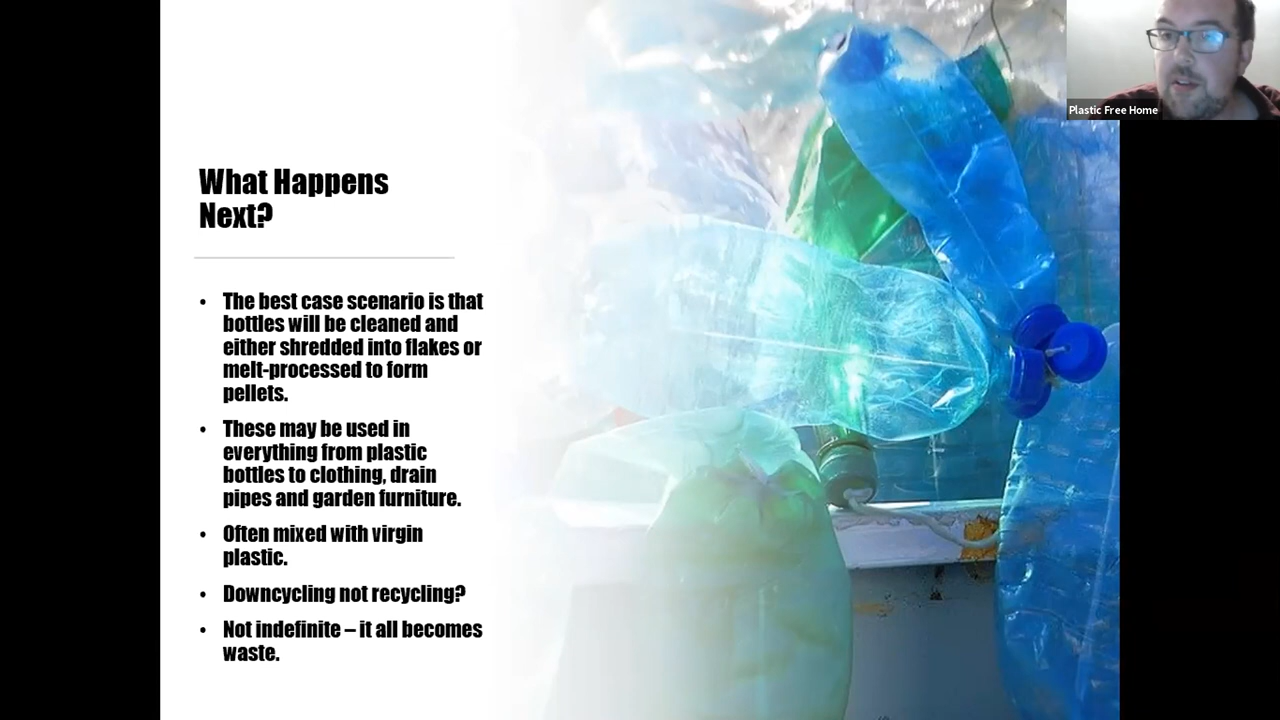 Plastic Free Home
What Happens
Next?
• The best case scenario is that
bottles will be cleaned and
either shredded into flakes or
melt-processed to form
pellets.
• These may be used in
everything from plastic
bottles to clothing, drain
pipes and garden furniture.
• Often mixed with virgin
plastic.
• Downcycling not recycling?
• Not indefinite – it all becomes
waste.